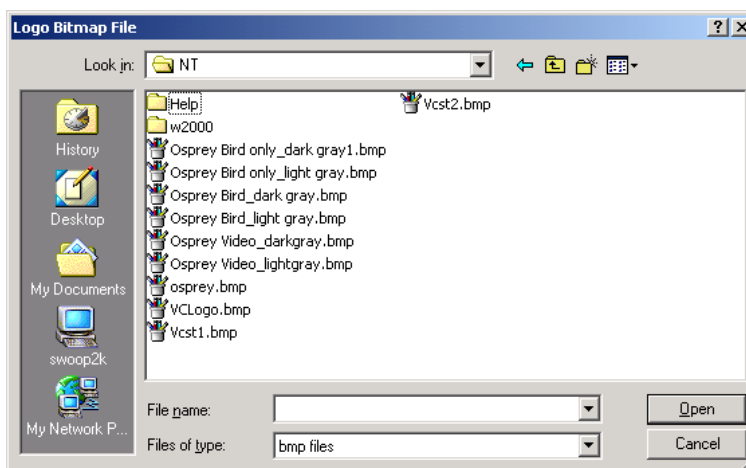 Logo Bitmap File
Look in: NT
History
Desktop
My Documents
swoop2k
My Network P...
Help
w2000
Osprey Bird only_dark gray1.bmp
Osprey Bird only_light gray.bmp
Osprey Bird_dark gray.bmp
Osprey Bird_light gray.bmp
Osprey Video_darkgray.bmp
Osprey Video_lightgray.bmp
osprey.bmp
VCLogo.bmp
Vcst1.bmp
Vcst2.bmp
File name:
Open
Files of type: bmp files
Cancel